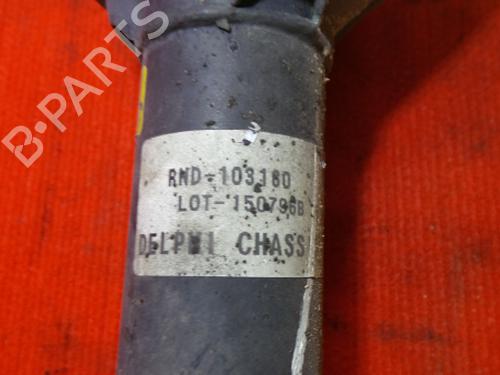 B-PARTS
RND-103180
LOT-150796B
DELPHI CHASS